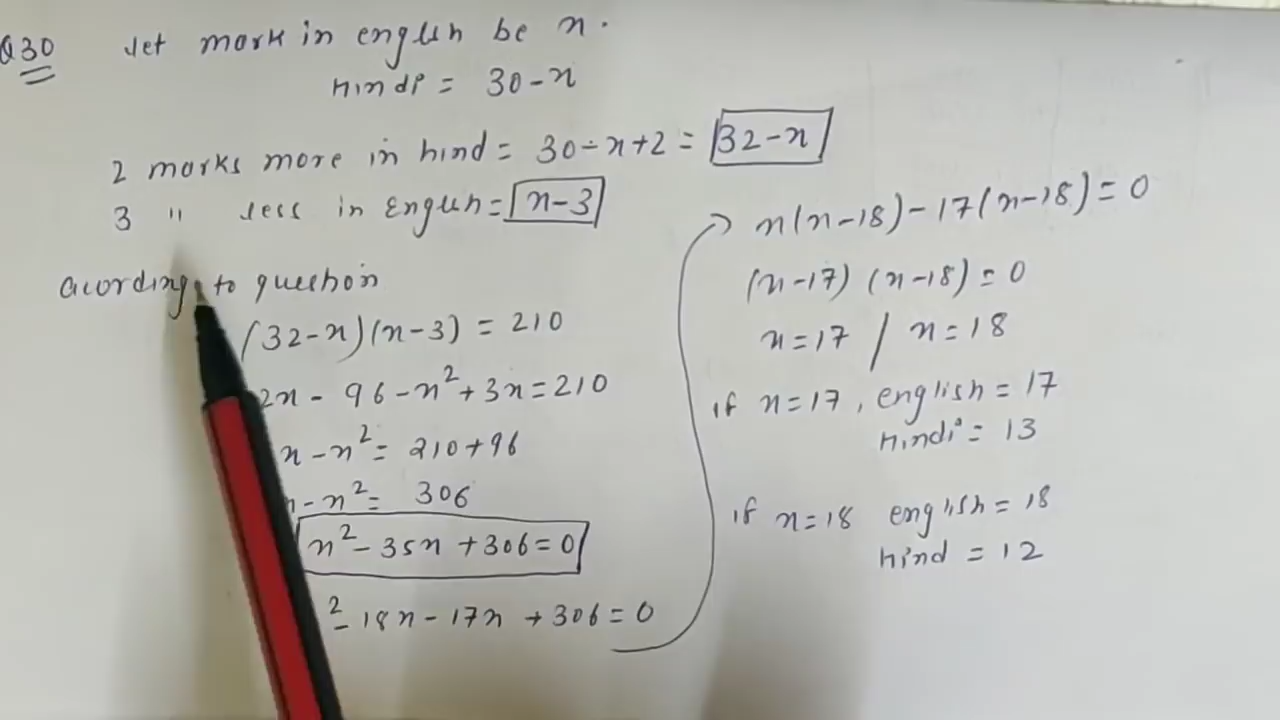 Q30 Let mark in english be x.
Hindi = 30-x
2 marks more in hind = 30-x+2 = 32-x
3 " less in English = x-3
acording to question
(32-x)(x-3) = 210
2x - 96 - x² + 3x = 210
x - x² = 210+96
- x² = 306
x² - 35x + 306 = 0
² - 18x - 17x + 306 = 0
x(x-18) - 17(x-18) = 0
(x-17) (x-18) = 0
x = 17 / x = 18
if x = 17, english = 17
Hindi = 13
if x = 18 english = 18
hind = 12